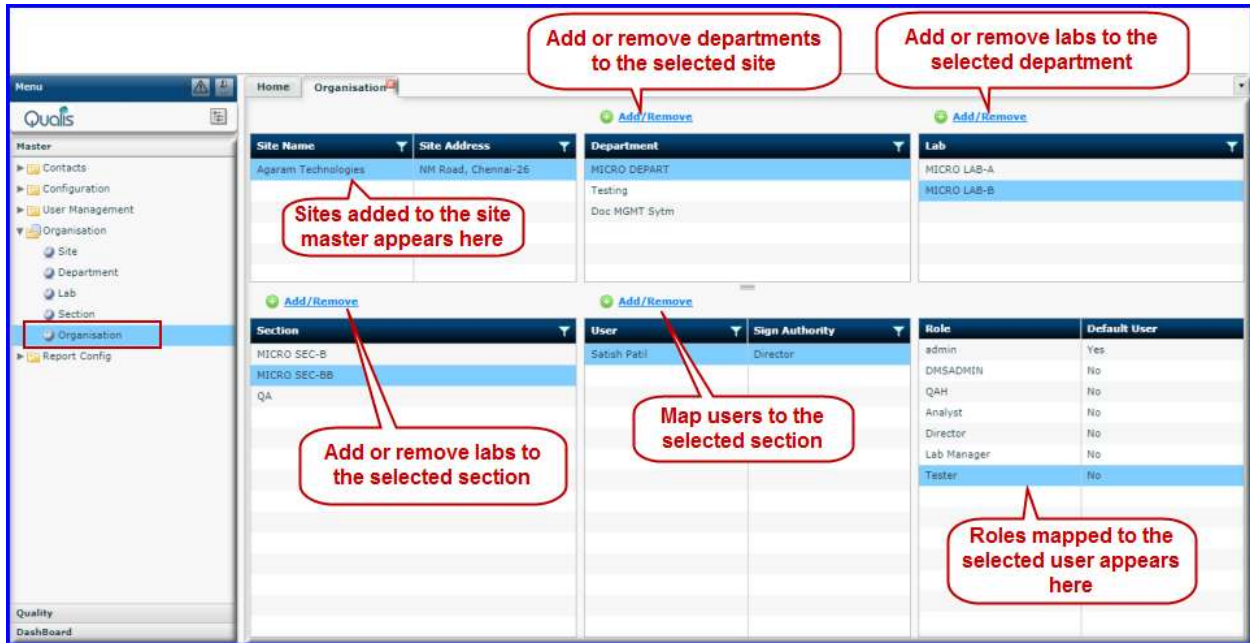 Add or remove departments
to the selected site
Add or remove labs to the
selected department
Menu
Home Organisation
Qualis
Add/Remove
Add/Remove
Master
Site Name Site Address
Department
Lab
Contacts
Agaram Technologies NM Road, Chennai-26
MICRO DEPART
MICRO LAB-A
Configuration
Testing
MICRO LAB-B
User Management
Doc MGMT Sytm
Sites added to the site
master appears here
Organisation
Site
Department
Lab
Section
Organisation
Report Config
Add/Remove
Add/Remove
Section
User Sign Authority
Role Default User
MICRO SEC-B
Satish Patil Director
admin Yes
MICRO SEC-BB
DMSADMIN No
QA
QAH No
Analyst No
Director No
Lab Manager No
Tester No
Map users to the
selected section
Add or remove labs to
the selected section
Roles mapped to the
selected user appears
here
Quality
DashBoard